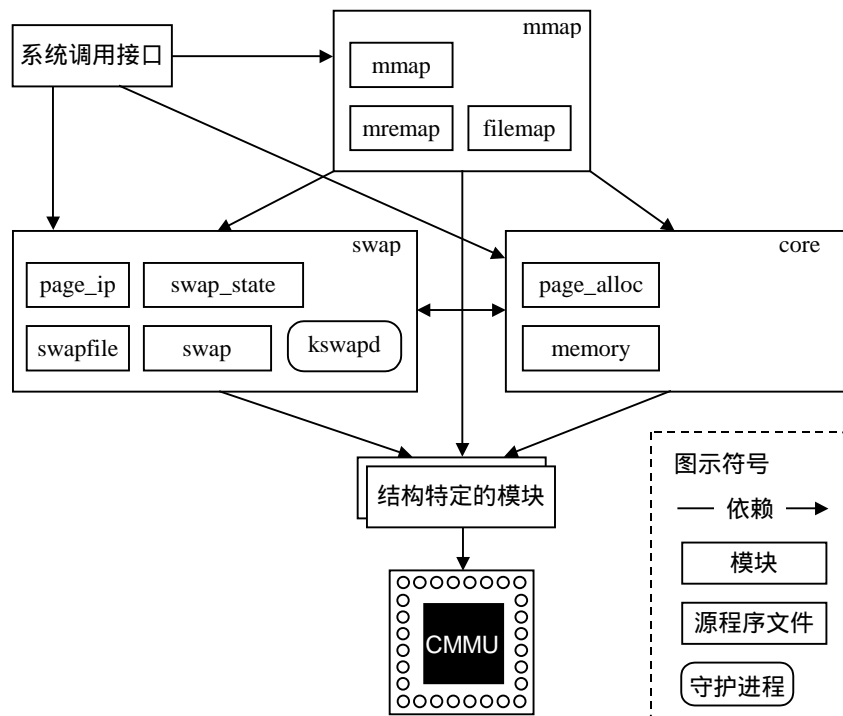 系统调用接口
mmap
mmap
mremap
filemap
swap
page_ip
swap_state
swapfile
swap
kswapd
core
page_alloc
memory
结构特定的模块
CMMU
图示符号
依赖
模块
源程序文件
守护进程